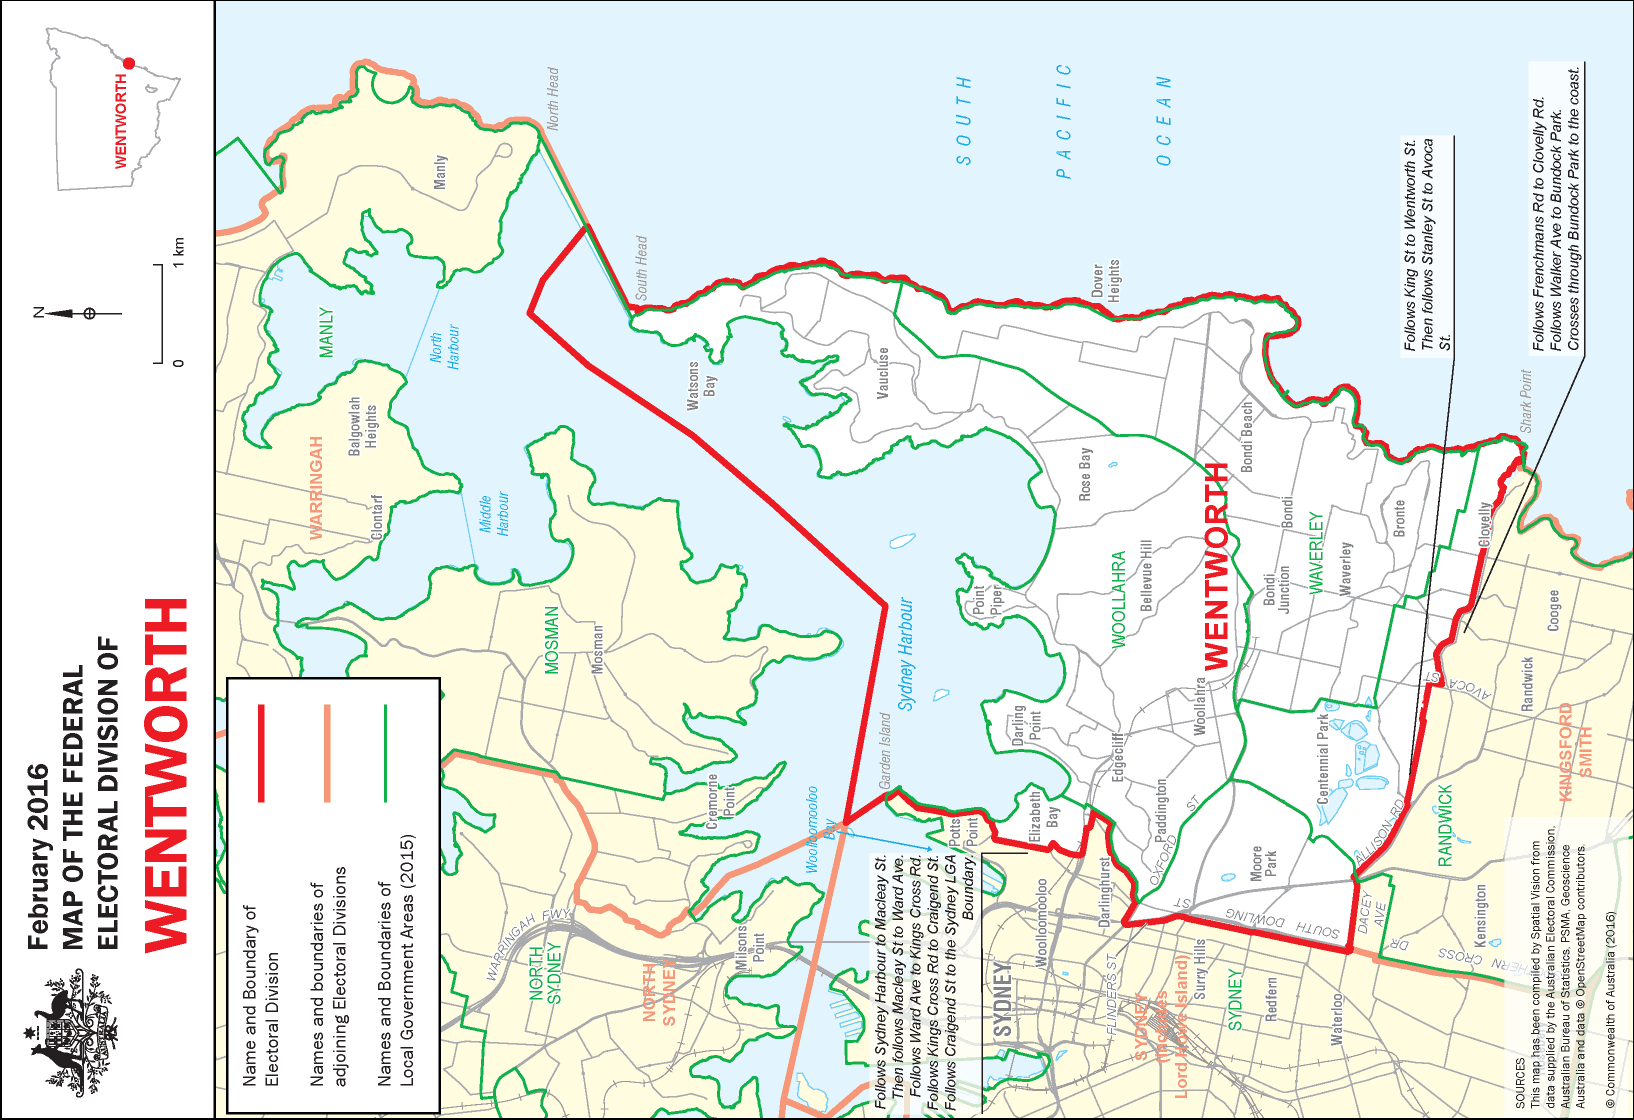 February 2016
MAP OF THE FEDERAL
ELECTORAL DIVISION OF
WENTWORTH
N
0
1 km
WENTWORTH
Name and Boundary of
Electoral Division
Names and boundaries of
adjoining Electoral Divisions
Names and Boundaries of
Local Government Areas (2015)
MANLY
Manly
North Head
South Head
North
Harbour
Balgowlah
Heights
WARRINGAH
Clontarf
Middle
Harbour
MOSMAN
Mosman
Cremorne
Point
WARRINGAH FWY
NORTH
SYDNEY
NORTH
SYDNEY
Milsons
Point
Woolloomooloo
Bay
Sydney Harbour
Garden Island
Watsons
Bay
Vaucluse
Dover
Heights
SOUTH
PACIFIC
OCEAN
Rose Bay
Bondi Beach
Point
Piper
WOOLLAHRA
Bellevue Hill
WENTWORTH
Bondi
Bondi
Junction
WAVERLEY
Waverley
Bronte
Clovelly
Shark Point
Darling
Point
Edgecliff
Woollahra
Elizabeth
Bay
Potts
Point
Paddington
OXFORD ST
Centennial Park
Moore
Park
ALLISON RD
AVOCA ST
Randwick
Coogee
KINGSFORD
SMITH
RANDWICK
Kensington
DACEY
AVE
SOUTH DOWLING ST
Darlinghurst
Woolloomooloo
SYDNEY
FLINDERS ST
Surry Hills
SYDNEY
(includes
Lord Howe Island)
SYDNEY
Redfern
Waterloo
Follows Sydney Harbour to Macleay St.
Then follows Macleay St to Ward Ave.
Follows Ward Ave to Kings Cross Rd.
Follows Kings Cross Rd to Craigend St.
Follows Craigend St to the Sydney LGA
Boundary.
Follows King St to Wentworth St.
Then follows Stanley St to Avoca
St.
Follows Frenchmans Rd to Clovelly Rd.
Follows Walker Ave to Bundock Park.
Crosses through Bundock Park to the coast.
SOURCES
This map has been compiled by Spatial Vision from
data supplied by the Australian Electoral Commission,
Australian Bureau of Statistics, PSMA, Geoscience
Australia and data © OpenStreetMap contributors.
© Commonwealth of Australia (2016)